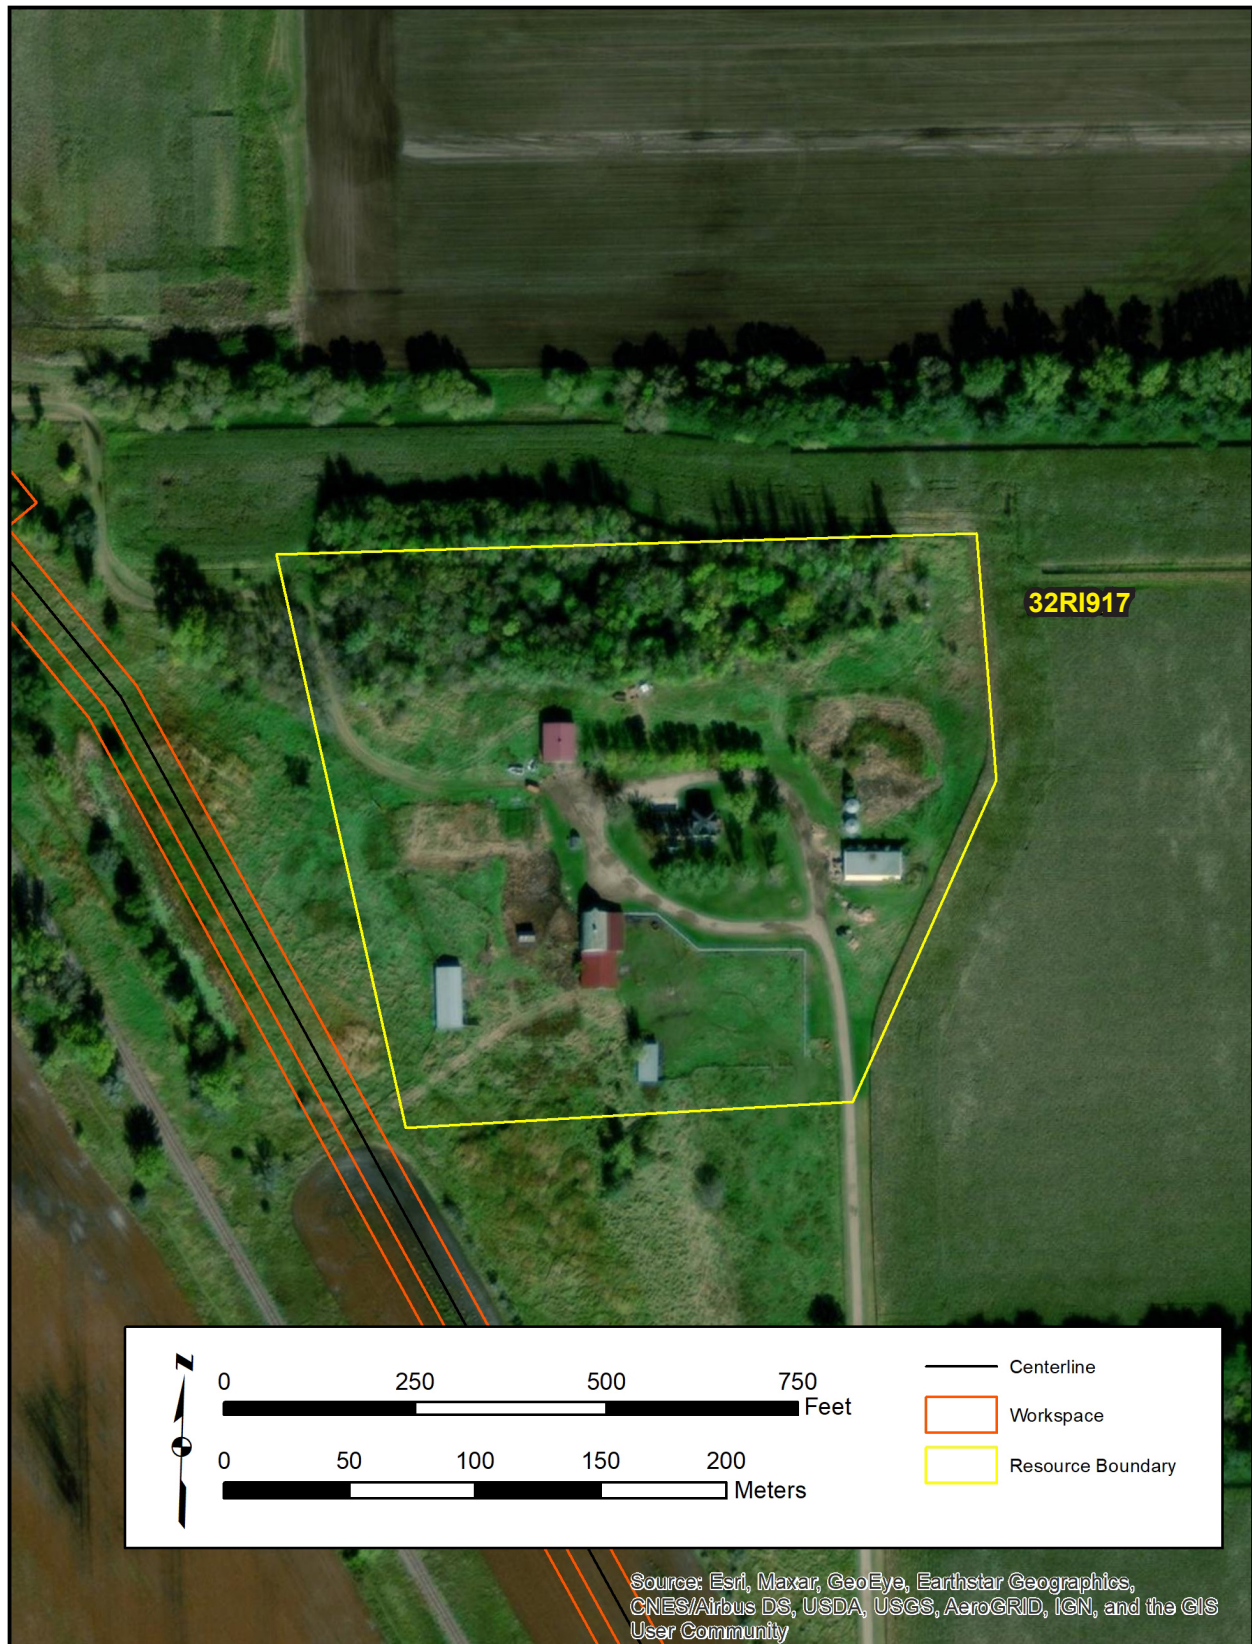 32RI917
N
0 250 500 750
Feet
0 50 100 150 200
Meters
Centerline
Workspace
Resource Boundary
Source: Esri, Maxar, GeoEye, Earthstar Geographics,
CNES/Airbus DS, USDA, USGS, AeroGRID, IGN, and the GIS
User Community